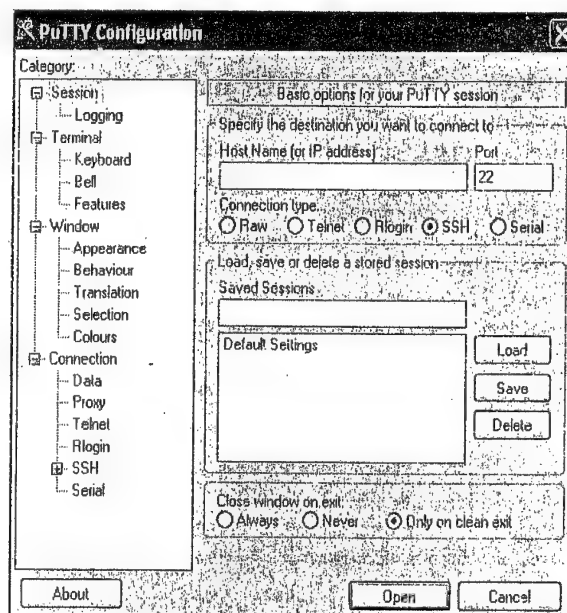 PuTTY Configuration
Category:
Session
Logging
Terminal
Keyboard
Bell
Features
Window
Appearance
Behaviour
Translation
Selection
Colours
Connection
Data
Proxy
Telnet
Rlogin
SSH
Serial
Basic options for your PuTTY session
Specify the destination you want to connect to
Host Name (or IP address) Port
22
Connection type:
Raw Telnet Rlogin SSH Serial
Load, save or delete a stored session
Saved Sessions
Default Settings
Load
Save
Delete
Close window on exit:
Always Never Only on clean exit
About Open Cancel